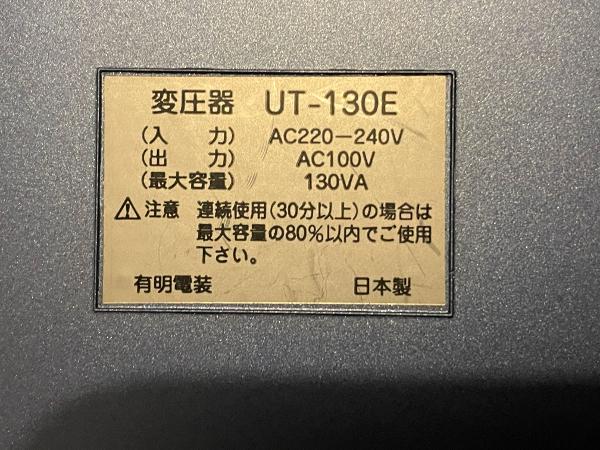 変圧器 UT-130E
(入 力) AC220-240V
(出 力) AC100V
(最大容量) 130VA
⚠注意 連続使用(30分以上)の場合は
最大容量の80%以内でご使用
下さい。
有明電装 日本製